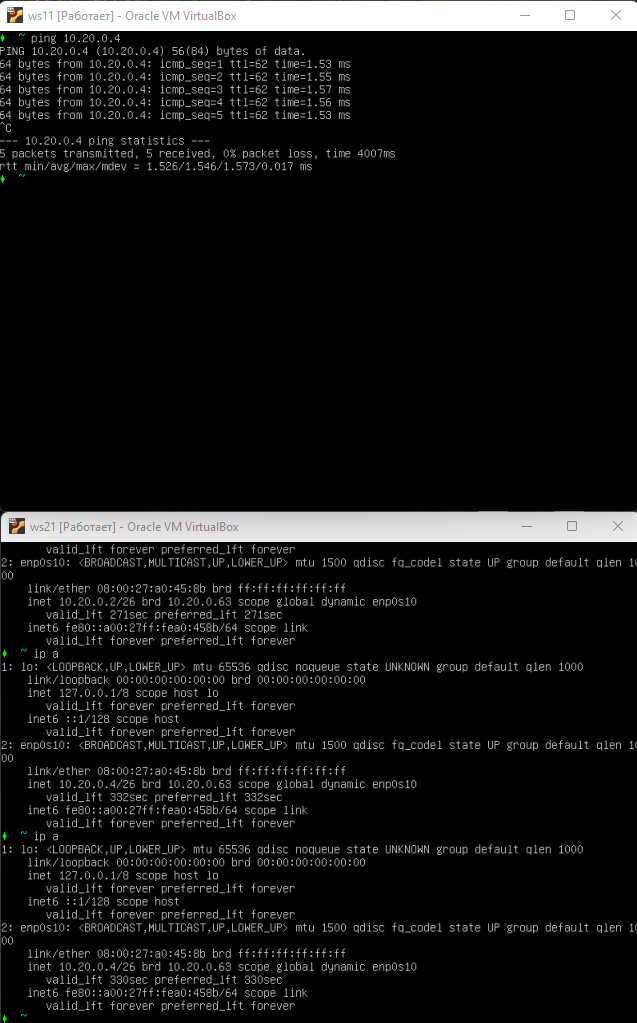 ws11 [Работает] - Oracle VM VirtualBox
~ ping 10.20.0.4
PING 10.20.0.4 (10.20.0.4) 56(84) bytes of data.
64 bytes from 10.20.0.4: icmp_seq=1 ttl=62 time=1.53 ms
64 bytes from 10.20.0.4: icmp_seq=2 ttl=62 time=1.55 ms
64 bytes from 10.20.0.4: icmp_seq=3 ttl=62 time=1.57 ms
64 bytes from 10.20.0.4: icmp_seq=4 ttl=62 time=1.56 ms
64 bytes from 10.20.0.4: icmp_seq=5 ttl=62 time=1.53 ms
^C
--- 10.20.0.4 ping statistics ---
5 packets transmitted, 5 received, 0% packet loss, time 4007ms
rtt min/avg/max/mdev = 1.526/1.546/1.573/0.017 ms
~
ws21 [Работает] - Oracle VM VirtualBox
valid_lft forever preferred_lft forever
2: enp0s10: <BROADCAST,MULTICAST,UP,LOWER_UP> mtu 1500 qdisc fq_codel state UP group default qlen 10
00
link/ether 08:00:27:a0:45:8b brd ff:ff:ff:ff:ff:ff
inet 10.20.0.2/26 brd 10.20.0.63 scope global dynamic enp0s10
valid_lft 271sec preferred_lft 271sec
inet6 fe80::a00:27ff:fea0:458b/64 scope link
valid_lft forever preferred_lft forever
~ ip a
1: lo: <LOOPBACK,UP,LOWER_UP> mtu 65536 qdisc noqueue state UNKNOWN group default qlen 1000
link/loopback 00:00:00:00:00:00 brd 00:00:00:00:00:00
inet 127.0.0.1/8 scope host lo
valid_lft forever preferred_lft forever
inet6 ::1/128 scope host
valid_lft forever preferred_lft forever
2: enp0s10: <BROADCAST,MULTICAST,UP,LOWER_UP> mtu 1500 qdisc fq_codel state UP group default qlen 10
00
link/ether 08:00:27:a0:45:8b brd ff:ff:ff:ff:ff:ff
inet 10.20.0.4/26 brd 10.20.0.63 scope global dynamic enp0s10
valid_lft 332sec preferred_lft 332sec
inet6 fe80::a00:27ff:fea0:458b/64 scope link
valid_lft forever preferred_lft forever
~ ip a
1: lo: <LOOPBACK,UP,LOWER_UP> mtu 65536 qdisc noqueue state UNKNOWN group default qlen 1000
link/loopback 00:00:00:00:00:00 brd 00:00:00:00:00:00
inet 127.0.0.1/8 scope host lo
valid_lft forever preferred_lft forever
inet6 ::1/128 scope host
valid_lft forever preferred_lft forever
2: enp0s10: <BROADCAST,MULTICAST,UP,LOWER_UP> mtu 1500 qdisc fq_codel state UP group default qlen 10
00
link/ether 08:00:27:a0:45:8b brd ff:ff:ff:ff:ff:ff
inet 10.20.0.4/26 brd 10.20.0.63 scope global dynamic enp0s10
valid_lft 330sec preferred_lft 330sec
inet6 fe80::a00:27ff:fea0:458b/64 scope link
valid_lft forever preferred_lft forever
~